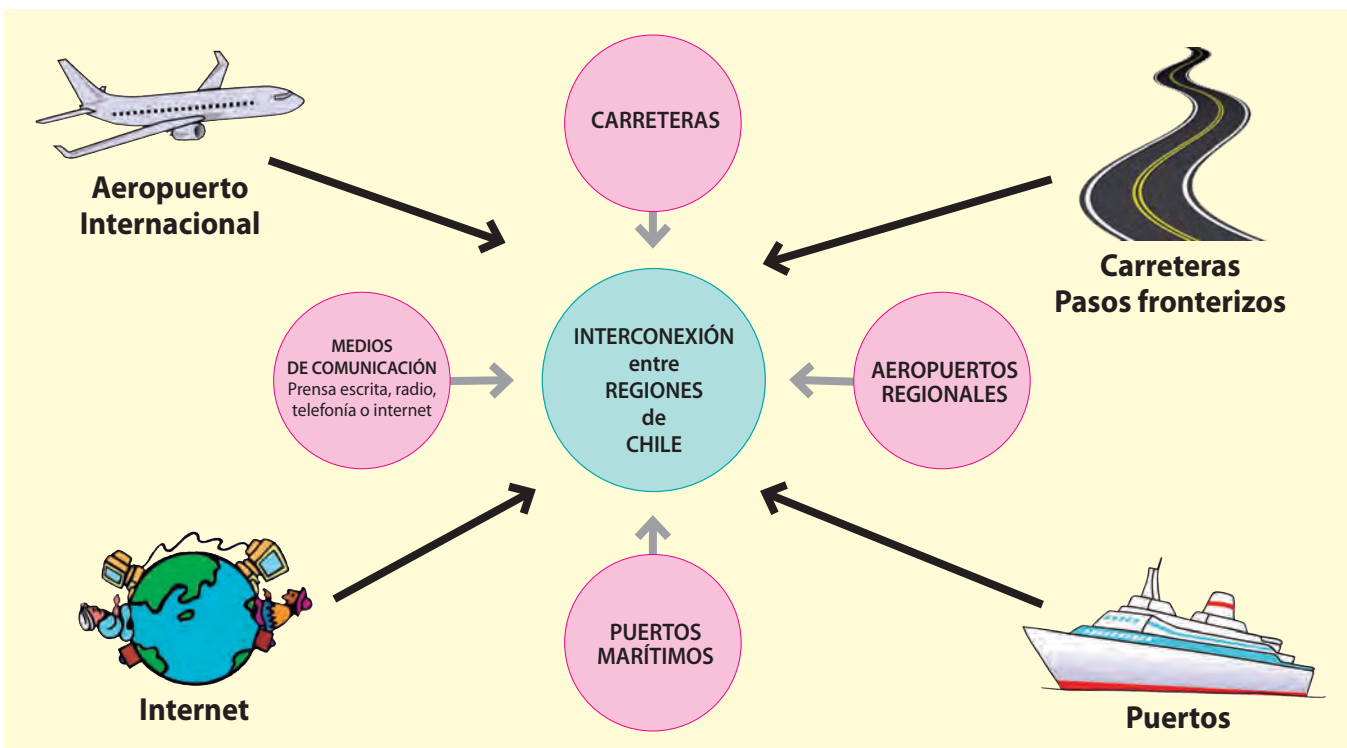 CARRETERAS
Aeropuerto
Internacional
Carreteras
Pasos fronterizos
MEDIOS
DE COMUNICACIÓN
Prensa escrita, radio,
telefonía o internet
INTERCONEXIÓN
entre
REGIONES
de
CHILE
AEROPUERTOS
REGIONALES
Internet
PUERTOS
MARÍTIMOS
Puertos